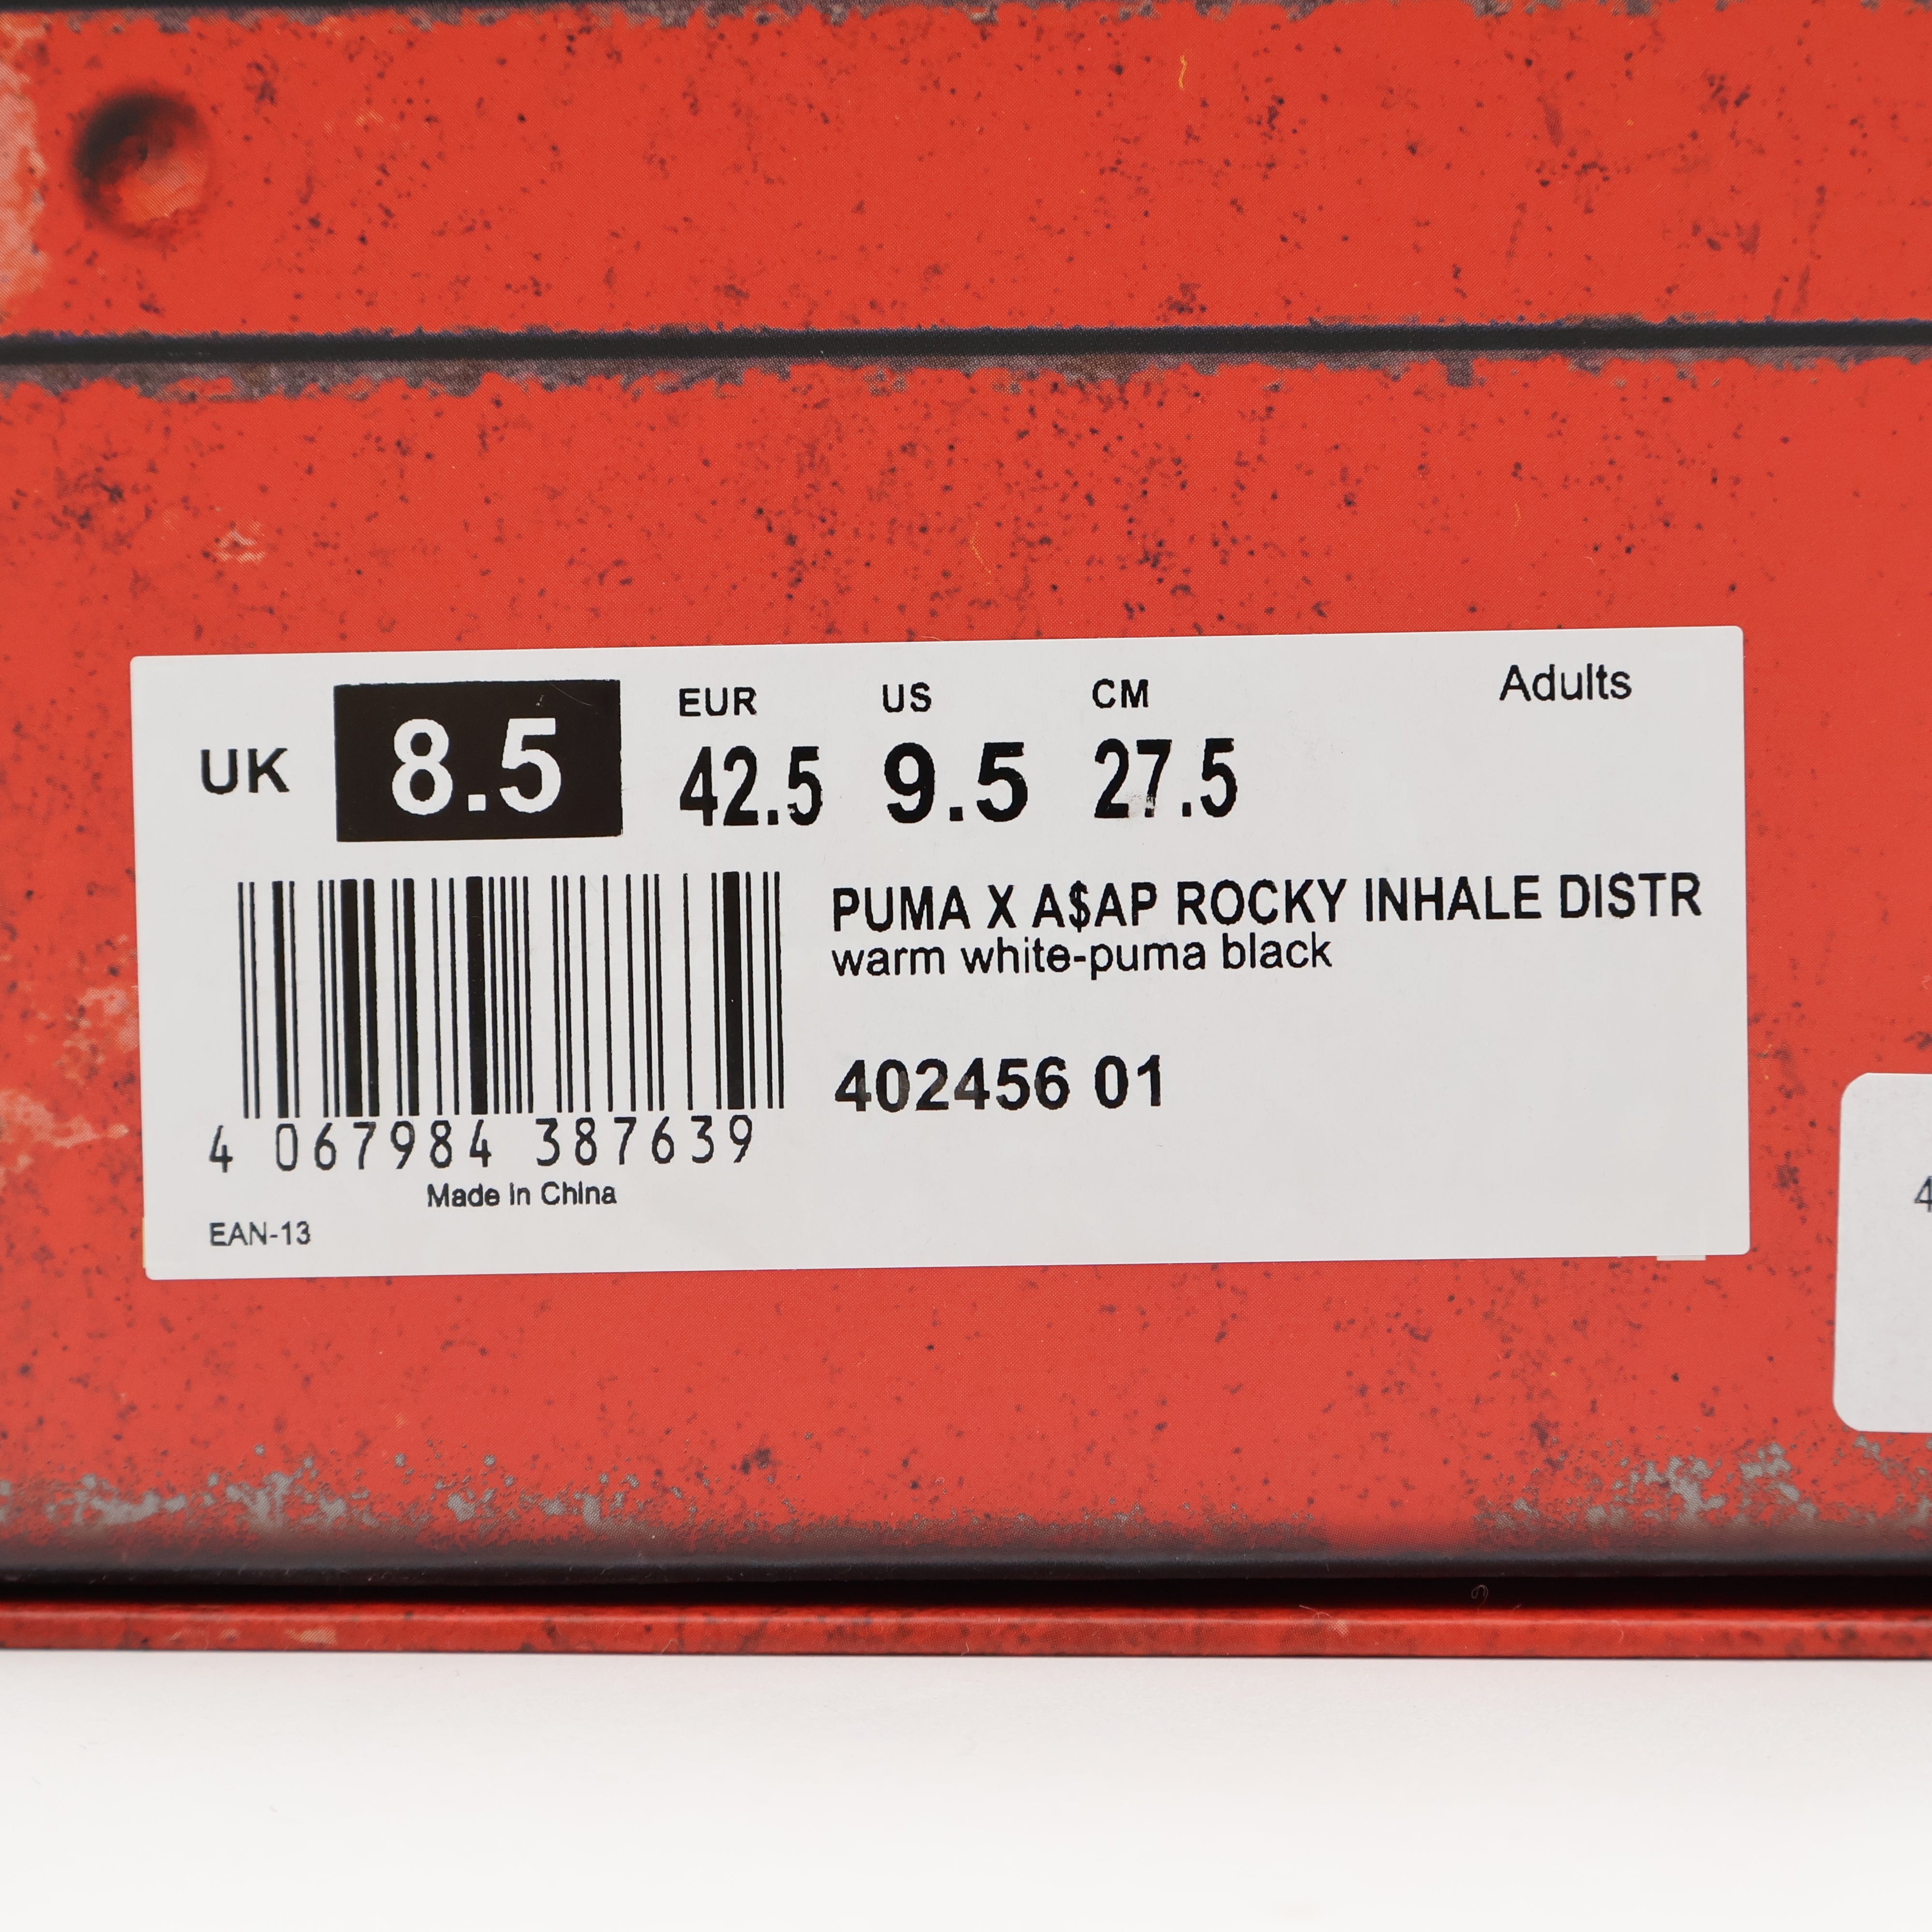 Adults
EUR US CM
UK 8.5 42.5 9.5 27.5
PUMA X A$AP ROCKY INHALE DISTR
warm white-puma black
402456 01
4 067984 387639
Made in China
EAN-13
4